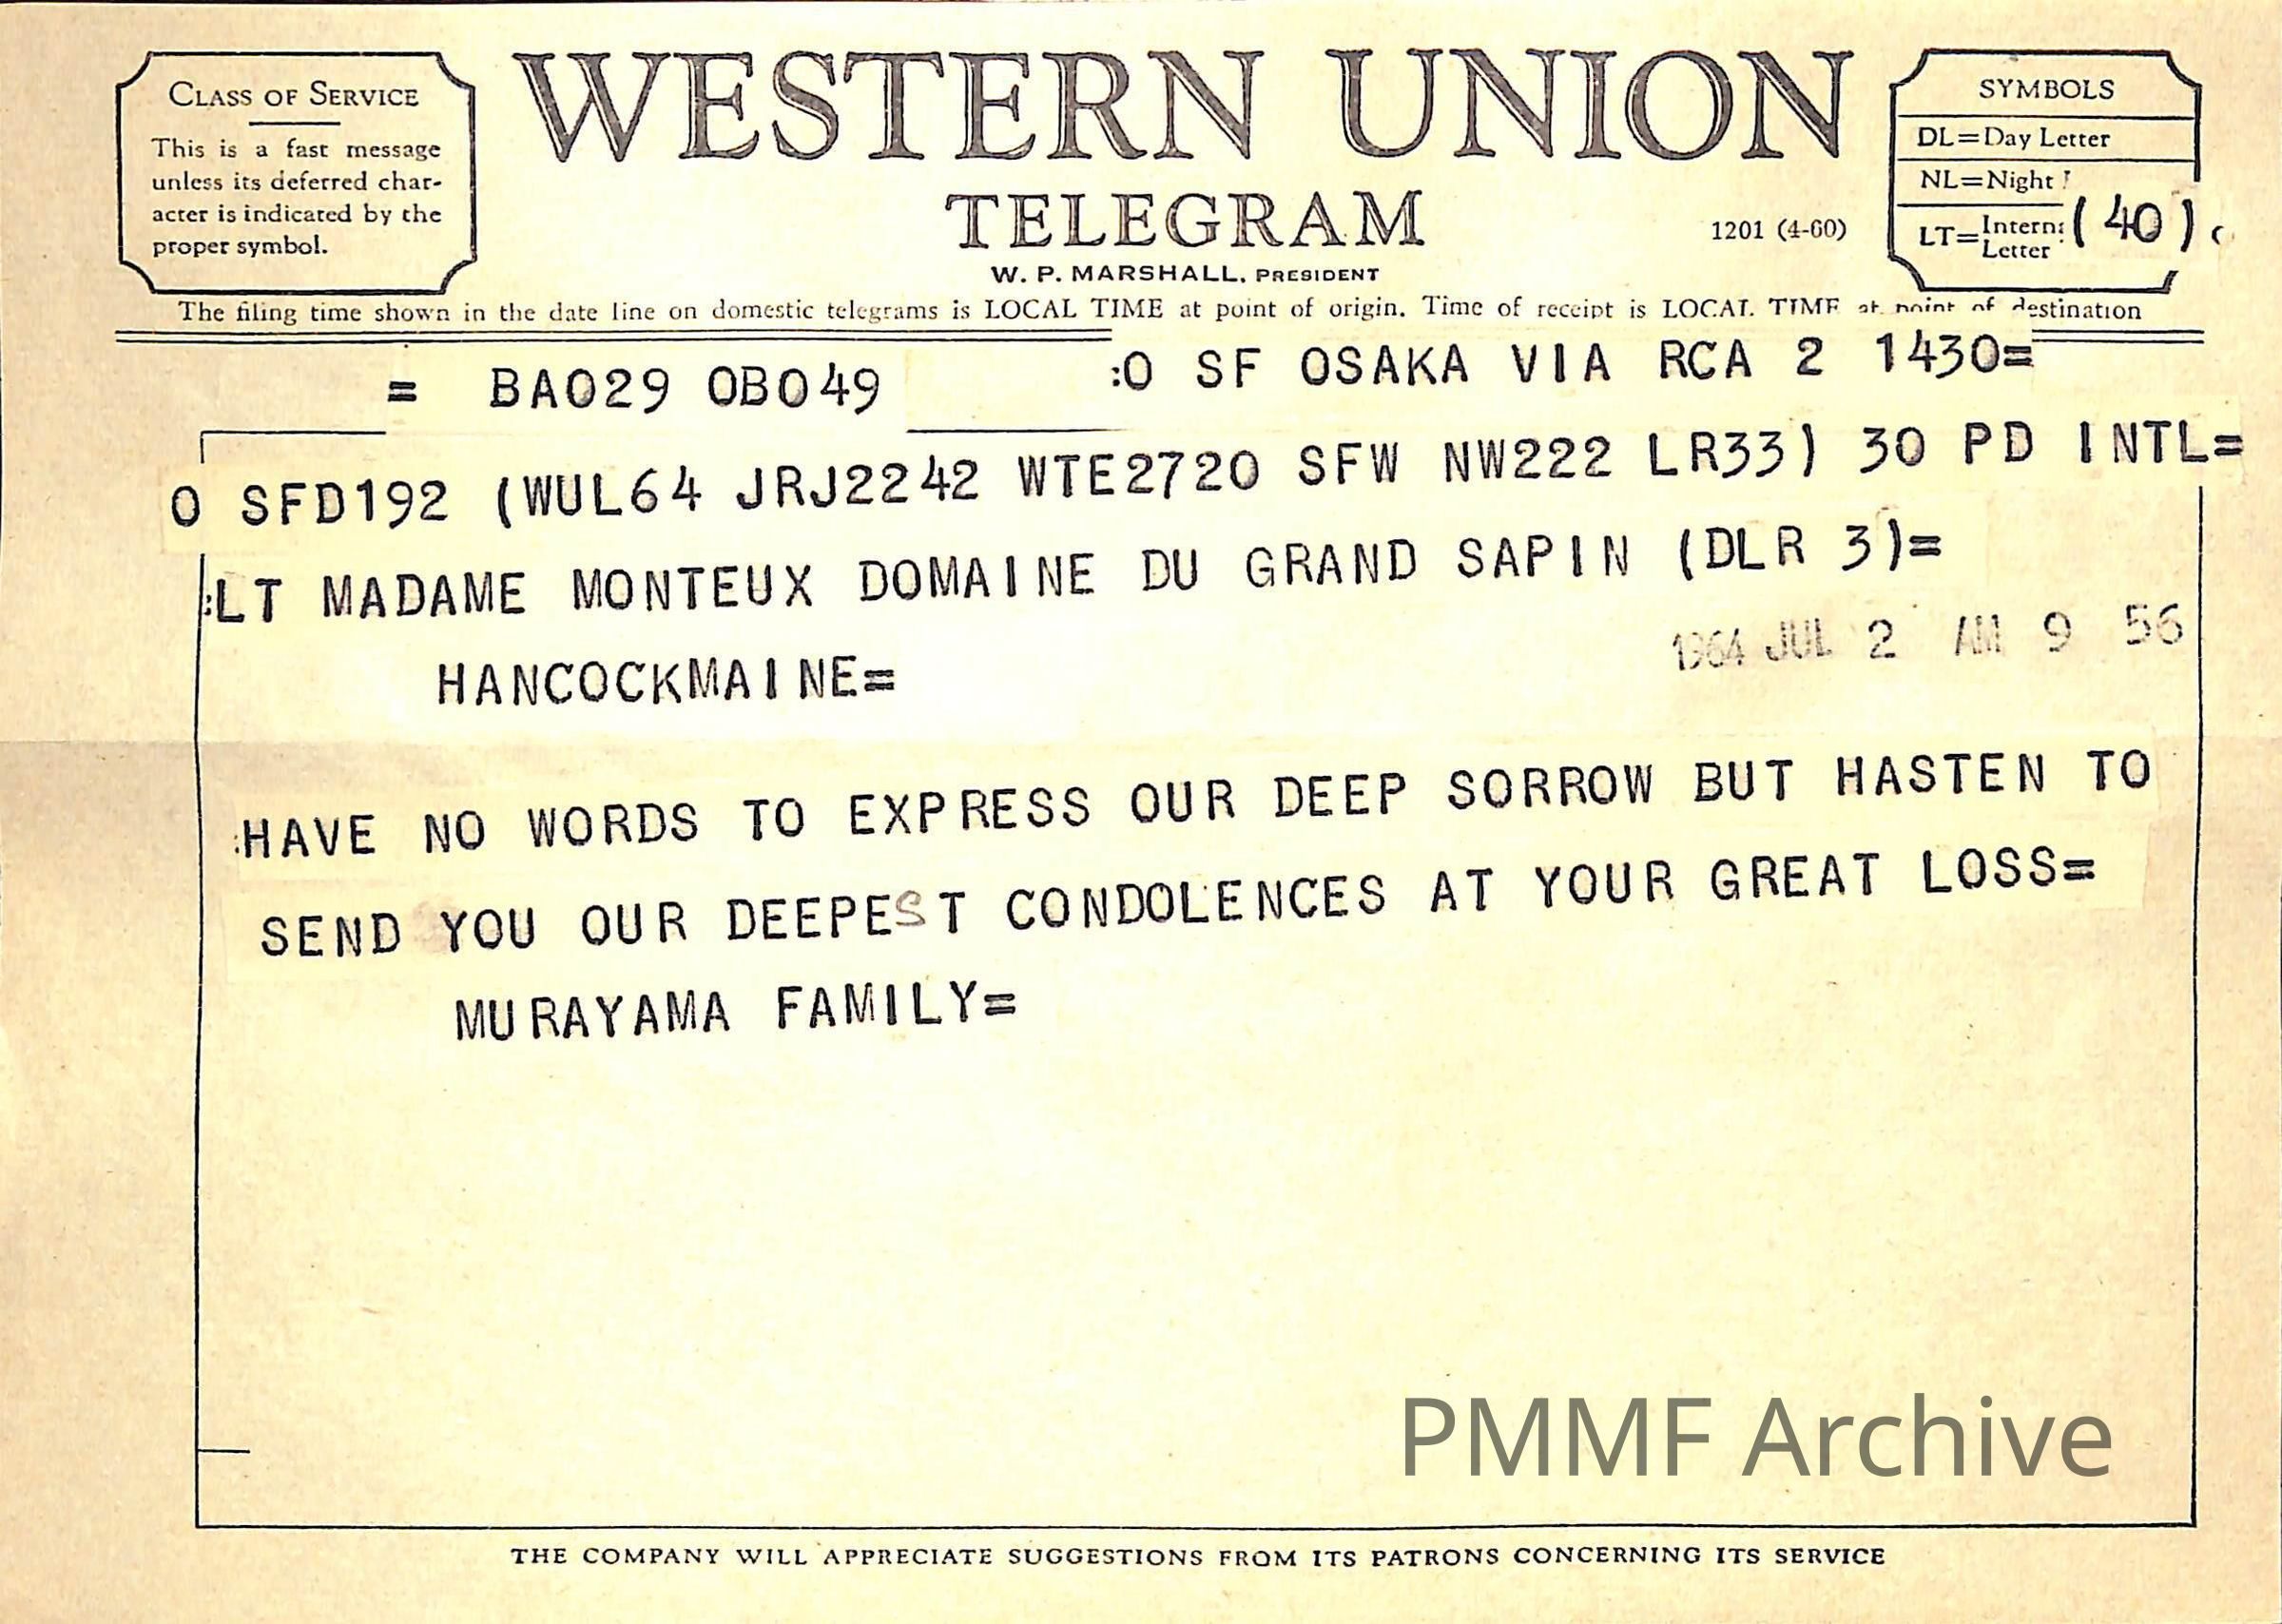 CLASS OF SERVICE
This is a fast message
unless its deferred char-
acter is indicated by the
proper symbol.
WESTERN UNION
TELEGRAM
W. P. MARSHALL, PRESIDENT
1201 (4-60)
SYMBOLS
DL=Day Letter
NL=Night
LT=
Letter
(40)
The filing time shown in the date line on domestic telegrams is LOCAL TIME at point of origin. Time of receipt is LOCAL TIME at point of destination
= BA029 OB049 :O SF OSAKA VIA RCA 2 1430=
O SFD192 (WUL64 JRJ2242 WTE2720 SFW NW222 LR33) 30 PD INTL=
:LT MADAME MONTEUX DOMAINE DU GRAND SAPIN (DLR 3)=
HANCOCKMAINE=
1964 JUL 2 AM 9 56
:HAVE NO WORDS TO EXPRESS OUR DEEP SORROW BUT HASTEN TO
SEND YOU OUR DEEPEST CONDOLENCES AT YOUR GREAT LOSS=
MURAYAMA FAMILY=
PMMF Archive
THE COMPANY WILL APPRECIATE SUGGESTIONS FROM ITS PATRONS CONCERNING ITS SERVICE